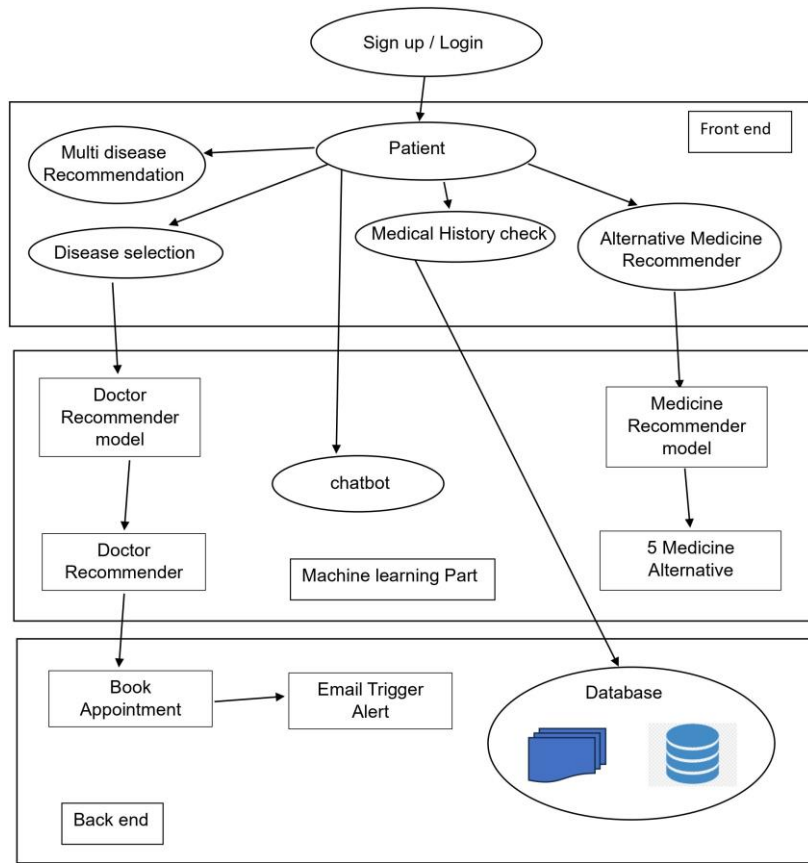 Sign up / Login
Front end
Multi disease
Recommendation
Patient
Disease selection
Medical History check
Alternative Medicine
Recommender
Doctor
Recommender
model
Medicine
Recommender
model
chatbot
Doctor
Recommender
Machine learning Part
5 Medicine
Alternative
Book
Appointment
Email Trigger
Alert
Database
Back end